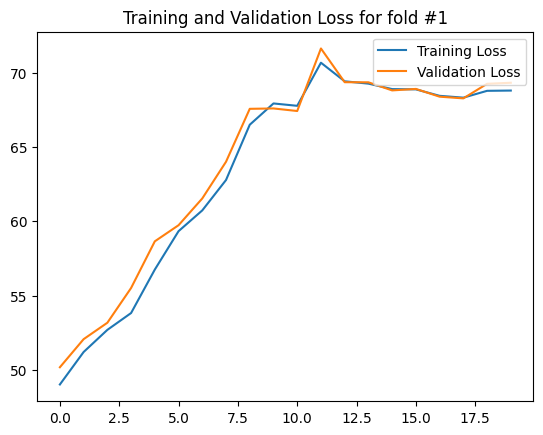 Training and Validation Loss for fold #1
Training Loss
Validation Loss
70
65
60
55
50
0.0 2.5 5.0 7.5 10.0 12.5 15.0 17.5